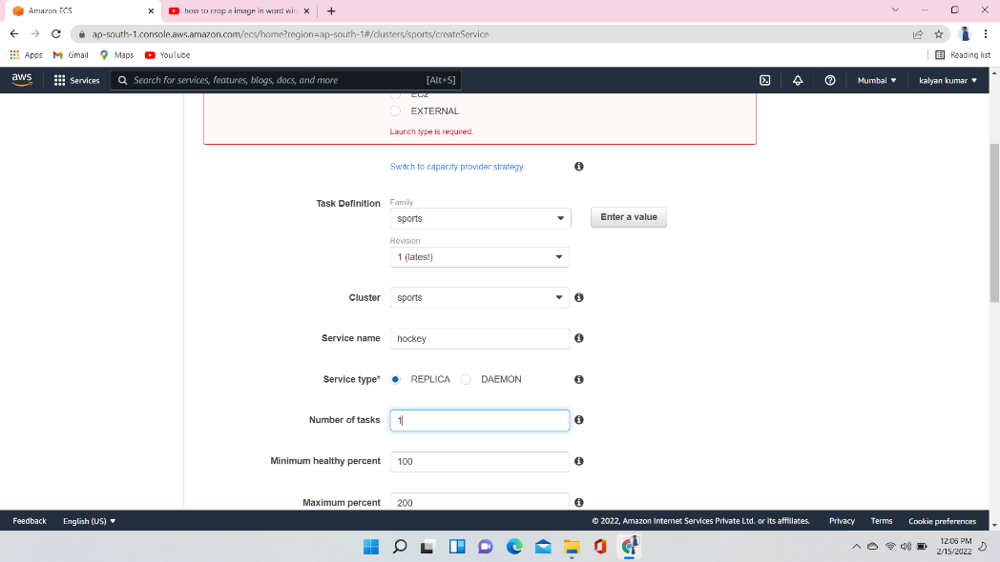 Amazon ECS
how to crop a image in word wi
ap-south-1.console.aws.amazon.com/ecs/home?region=ap-south-1#/clusters/sports/createService
Apps Gmail Maps YouTube Reading list
aws Services Search for services, features, blogs, docs, and more [Alt+S] Mumbai kalyan kumar
EC2
EXTERNAL
Launch type is required.
Switch to capacity provider strategy
Task Definition Family
sports Enter a value
Revision
1 (latest)
Cluster sports
Service name hockey
Service type* REPLICA DAEMON
Number of tasks 1
Minimum healthy percent 100
Maximum percent 200
Feedback English (US) © 2022, Amazon Internet Services Private Ltd. or its affiliates. Privacy Terms Cookie preferences
12:06 PM
2/15/2022